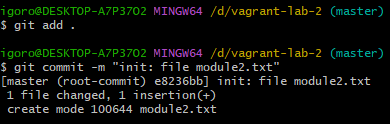 igoro@DESKTOP-A7P37O2 MINGW64 /d/vagrant-lab-2 (master)
$ git add .
igoro@DESKTOP-A7P37O2 MINGW64 /d/vagrant-lab-2 (master)
$ git commit -m "init: file module2.txt"
[master (root-commit) e8236bb] init: file module2.txt
 1 file changed, 1 insertion(+)
 create mode 100644 module2.txt